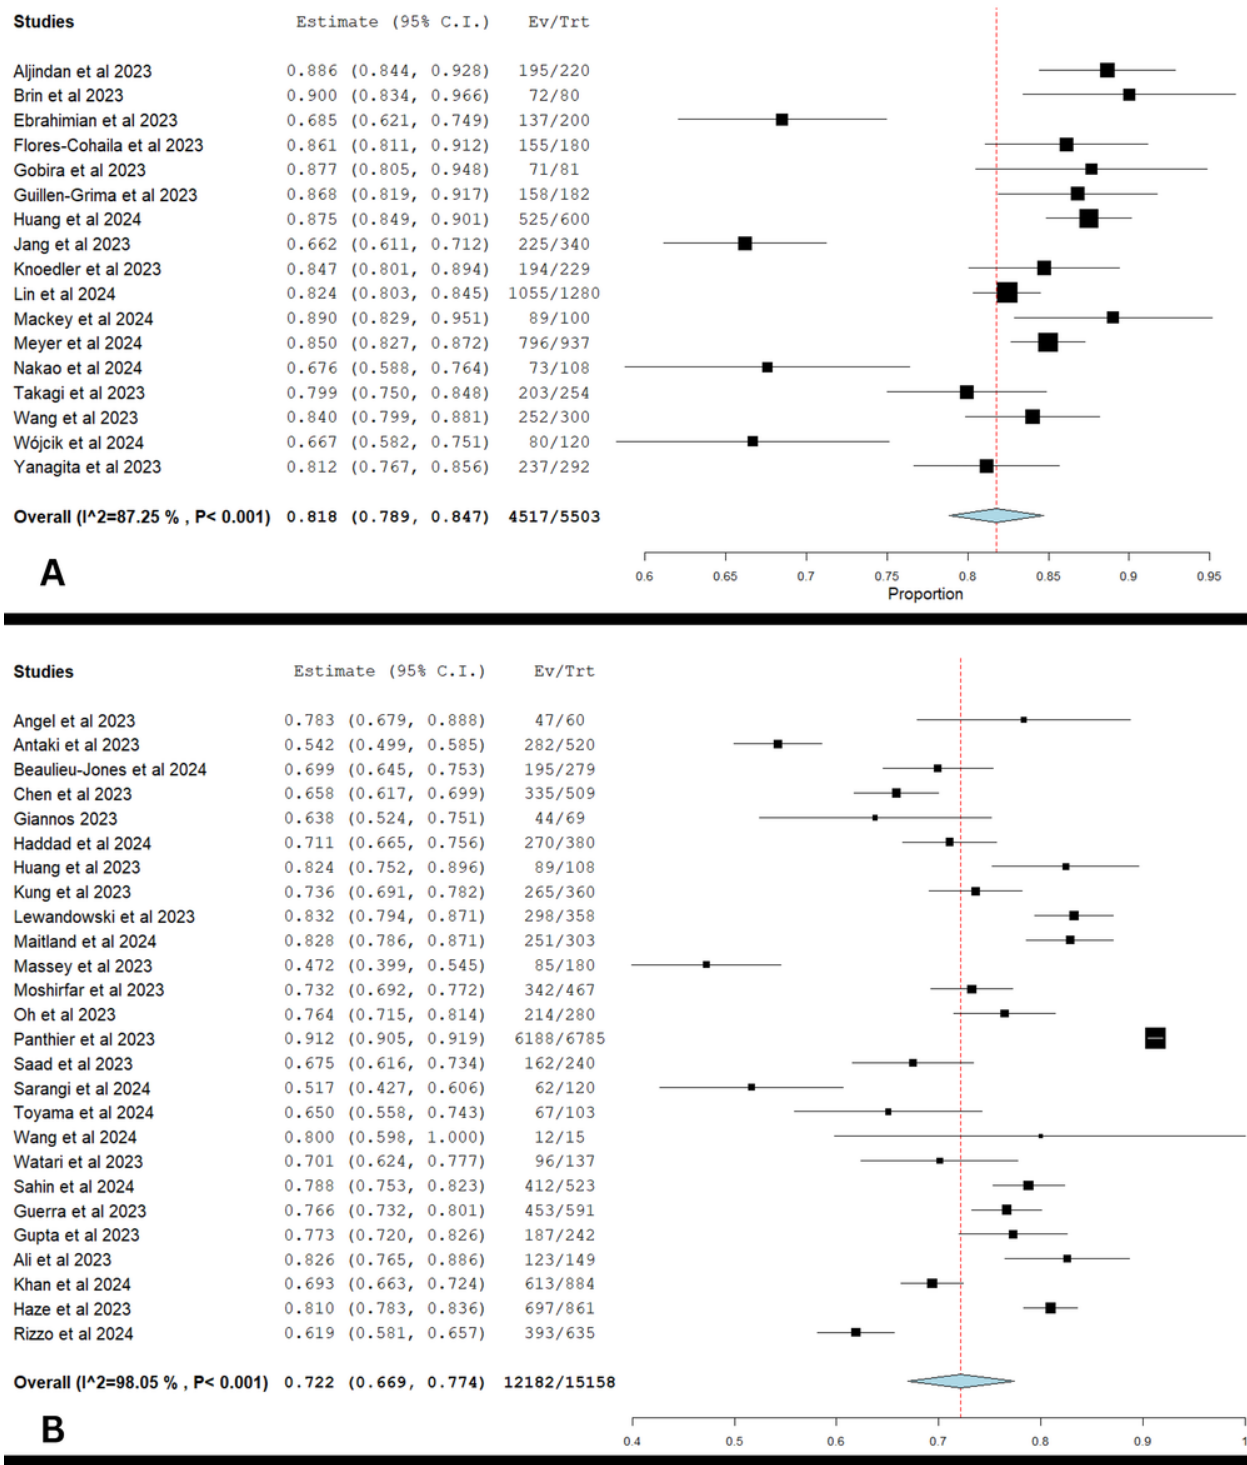 Studies Estimate (95% C.I.) Ev/Trt
Aljindan et al 2023 0.886 (0.844, 0.928) 195/220
Brin et al 2023 0.900 (0.834, 0.966) 72/80
Ebrahimian et al 2023 0.685 (0.621, 0.749) 137/200
Flores-Cohaila et al 2023 0.861 (0.811, 0.912) 155/180
Gobira et al 2023 0.877 (0.805, 0.948) 71/81
Guillen-Grima et al 2023 0.868 (0.819, 0.917) 158/182
Huang et al 2024 0.875 (0.849, 0.901) 525/600
Jang et al 2023 0.662 (0.611, 0.712) 225/340
Knoedler et al 2023 0.847 (0.801, 0.894) 194/229
Lin et al 2024 0.824 (0.803, 0.845) 1055/1280
Mackey et al 2024 0.890 (0.829, 0.951) 89/100
Meyer et al 2024 0.850 (0.827, 0.872) 796/937
Nakao et al 2024 0.676 (0.588, 0.764) 73/108
Takagi et al 2023 0.799 (0.750, 0.848) 203/254
Wang et al 2023 0.840 (0.799, 0.881) 252/300
Wójcik et al 2024 0.667 (0.582, 0.751) 80/120
Yanagita et al 2023 0.812 (0.767, 0.856) 237/292
Overall (I^2=87.25 % , P< 0.001) 0.818 (0.789, 0.847) 4517/5503
0.6 0.65 0.7 0.75 0.8 0.85 0.9 0.95
Proportion
A
Studies Estimate (95% C.I.) Ev/Trt
Angel et al 2023 0.783 (0.679, 0.888) 47/60
Antaki et al 2023 0.542 (0.499, 0.585) 282/520
Beaulieu-Jones et al 2024 0.699 (0.645, 0.753) 195/279
Chen et al 2023 0.658 (0.617, 0.699) 335/509
Giannos 2023 0.638 (0.524, 0.751) 44/69
Haddad et al 2024 0.711 (0.665, 0.756) 270/380
Huang et al 2023 0.824 (0.752, 0.896) 89/108
Kung et al 2023 0.736 (0.691, 0.782) 265/360
Lewandowski et al 2023 0.832 (0.794, 0.871) 298/358
Maitland et al 2024 0.828 (0.786, 0.871) 251/303
Massey et al 2023 0.472 (0.399, 0.545) 85/180
Moshirfar et al 2023 0.732 (0.692, 0.772) 342/467
Oh et al 2023 0.764 (0.715, 0.814) 214/280
Panthier et al 2023 0.912 (0.905, 0.919) 6188/6785
Saad et al 2023 0.675 (0.616, 0.734) 162/240
Sarangi et al 2024 0.517 (0.427, 0.606) 62/120
Toyama et al 2024 0.650 (0.558, 0.743) 67/103
Wang et al 2024 0.800 (0.598, 1.000) 12/15
Watari et al 2023 0.701 (0.624, 0.777) 96/137
Sahin et al 2024 0.788 (0.753, 0.823) 412/523
Guerra et al 2023 0.766 (0.732, 0.801) 453/591
Gupta et al 2023 0.773 (0.720, 0.826) 187/242
Ali et al 2023 0.826 (0.765, 0.886) 123/149
Khan et al 2024 0.693 (0.663, 0.724) 613/884
Haze et al 2023 0.810 (0.783, 0.836) 697/861
Rizzo et al 2024 0.619 (0.581, 0.657) 393/635
Overall (I^2=98.05 % , P< 0.001) 0.722 (0.669, 0.774) 12182/15158
0.4 0.5 0.6 0.7 0.8 0.9 1
B